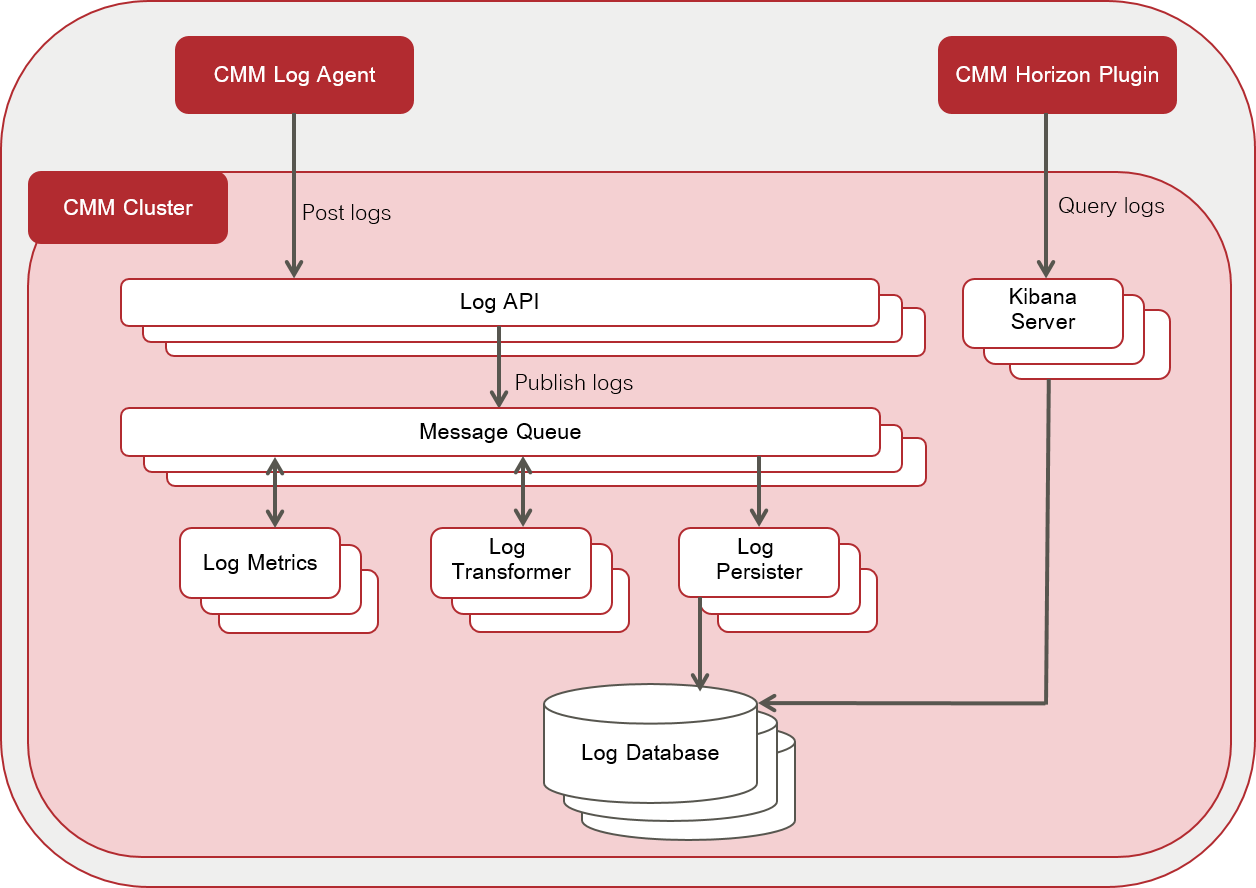 CMM Log Agent
CMM Horizon Plugin
CMM Cluster
Post logs
Query logs
Log API
Kibana
Server
Publish logs
Message Queue
Log Metrics
Log
Transformer
Log
Persister
Log Database